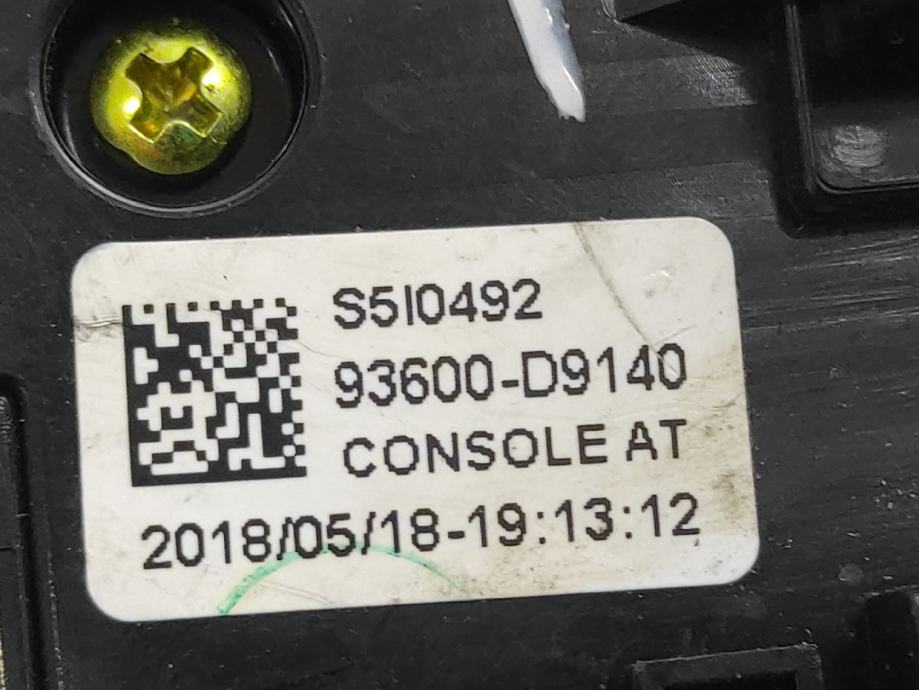 S5I0492
93600-D9140
CONSOLE AT
2018/05/18-19:13:12